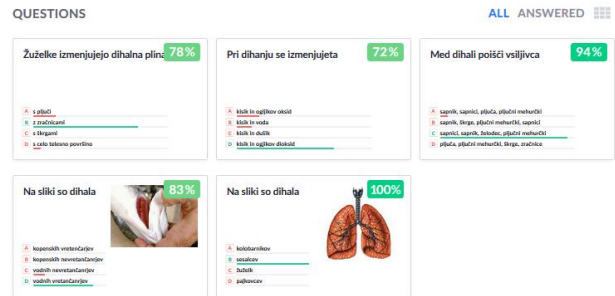 QUESTIONS
ALL ANSWERED
Žuželke izmenjujejo dihalna plina
78%
A s pljuči
B z zračnicami
C s škrgami
D s celo telesno površino
Pri dihanju se izmenjujeta
72%
A kisik in ogljikov oksid
B kisik in voda
C kisik in dušik
D kisik in ogljikov dioksid
Med dihali poišči vsiljivca
94%
A sapnik, sapnici, pljuča, pljučni mehurčki
B sapnik, škrge, pljučni mehurčki, sapnici
C sapnici, sapnik, želodec, pljučni mehurčki
D pljuča, pljučni mehurčki, škrge, zračnice
Na sliki so dihala
83%
A kopenskih vretenčarjev
B kopenskih nevretančarjev
C vodnih nevretančarjev
D vodnih vretančarjev
Na sliki so dihala
100%
A kolobarnikov
B sesalcev
C žuželk
D pajkovcev